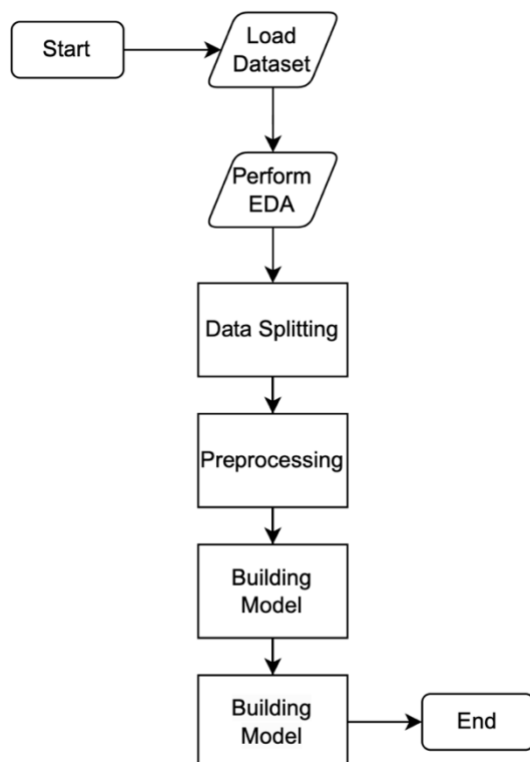 Start
Load
Dataset
Perform
EDA
Data Splitting
Preprocessing
Building
Model
Building
Model
End